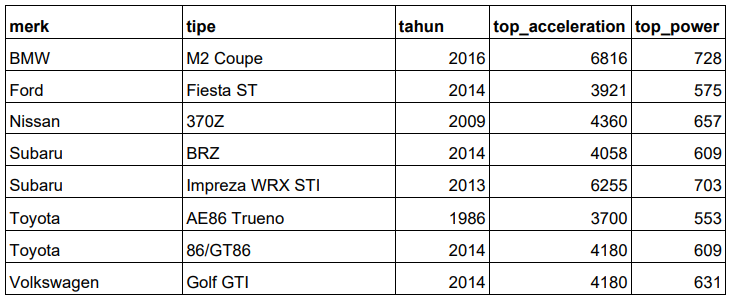 merk tipe tahun top_acceleration top_power
BMW M2 Coupe 2016 6816 728
Ford Fiesta ST 2014 3921 575
Nissan 370Z 2009 4360 657
Subaru BRZ 2014 4058 609
Subaru Impreza WRX STI 2013 6255 703
Toyota AE86 Trueno 1986 3700 553
Toyota 86/GT86 2014 4180 609
Volkswagen Golf GTI 2014 4180 631